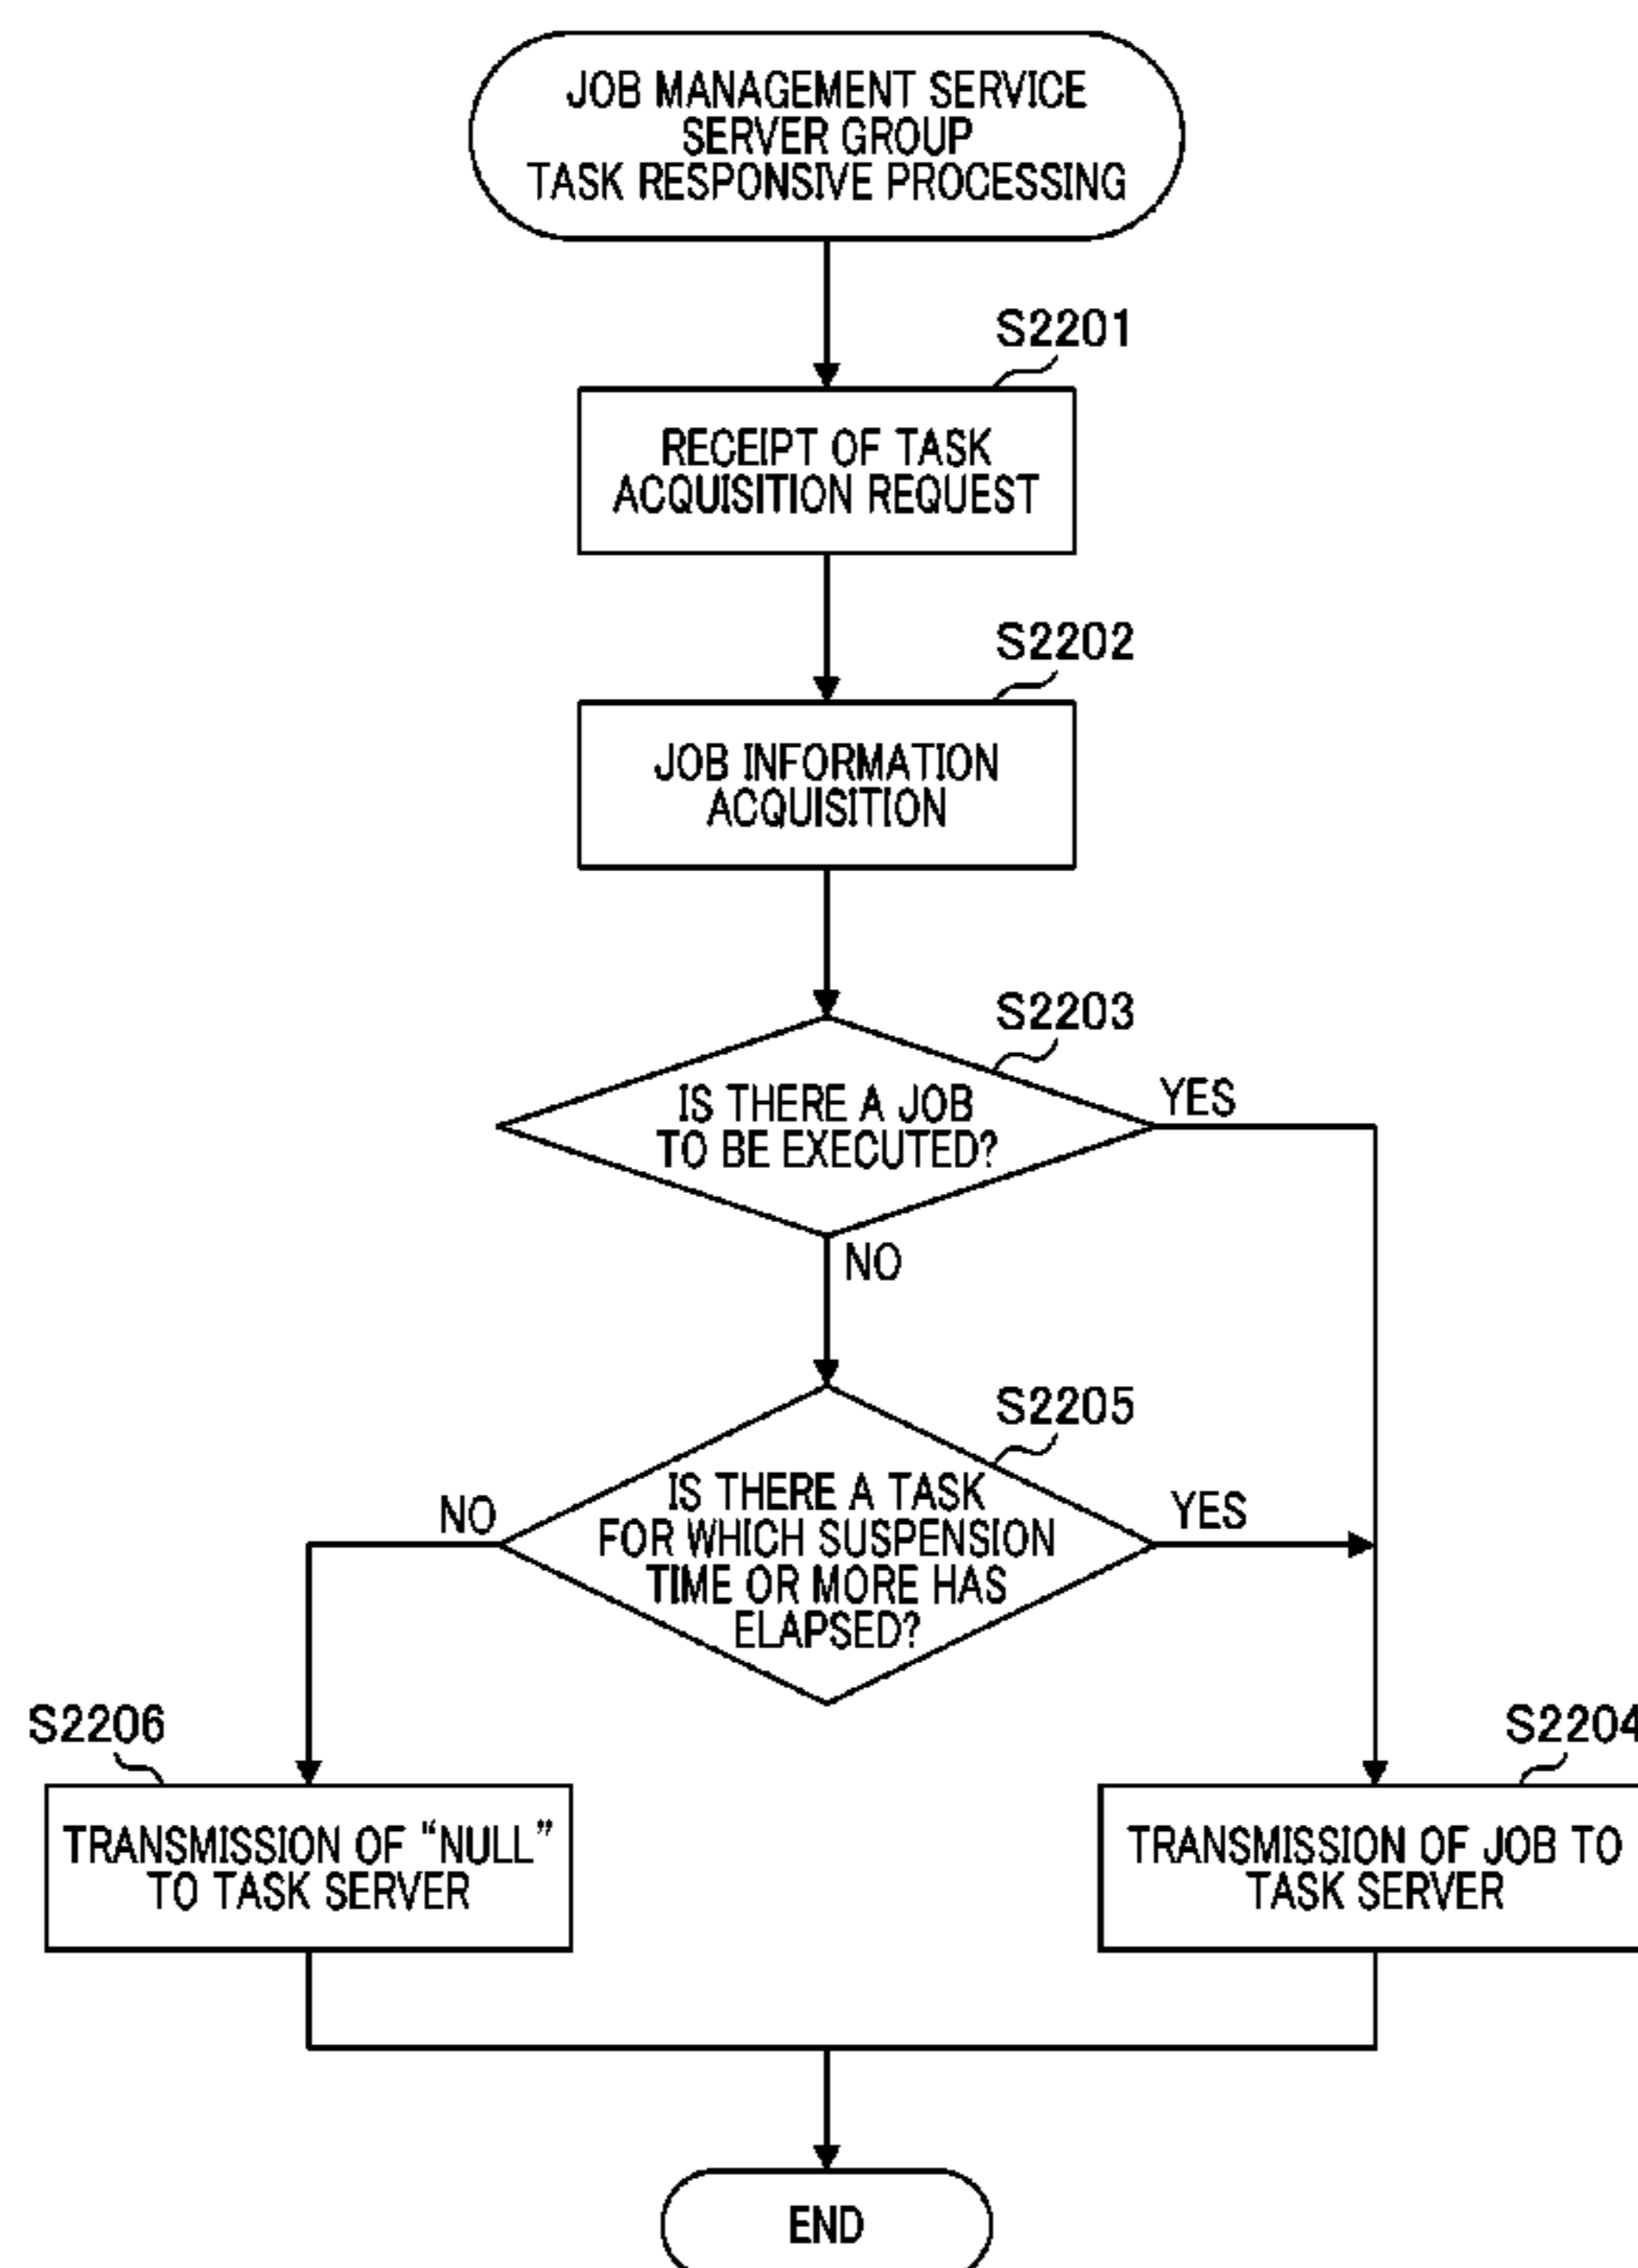 JOB MANAGEMENT SERVICE
SERVER GROUP
TASK RESPONSIVE PROCESSING
S2201
RECEIPT OF TASK
ACQUISITION REQUEST
S2202
JOB INFORMATION
ACQUISITION
S2203
IS THERE A JOB
TO BE EXECUTED?
YES
NO
S2205
IS THERE A TASK
FOR WHICH SUSPENSION
TIME OR MORE HAS
ELAPSED?
NO
YES
S2206
TRANSMISSION OF “NULL”
TO TASK SERVER
S2204
TRANSMISSION OF JOB TO
TASK SERVER
END